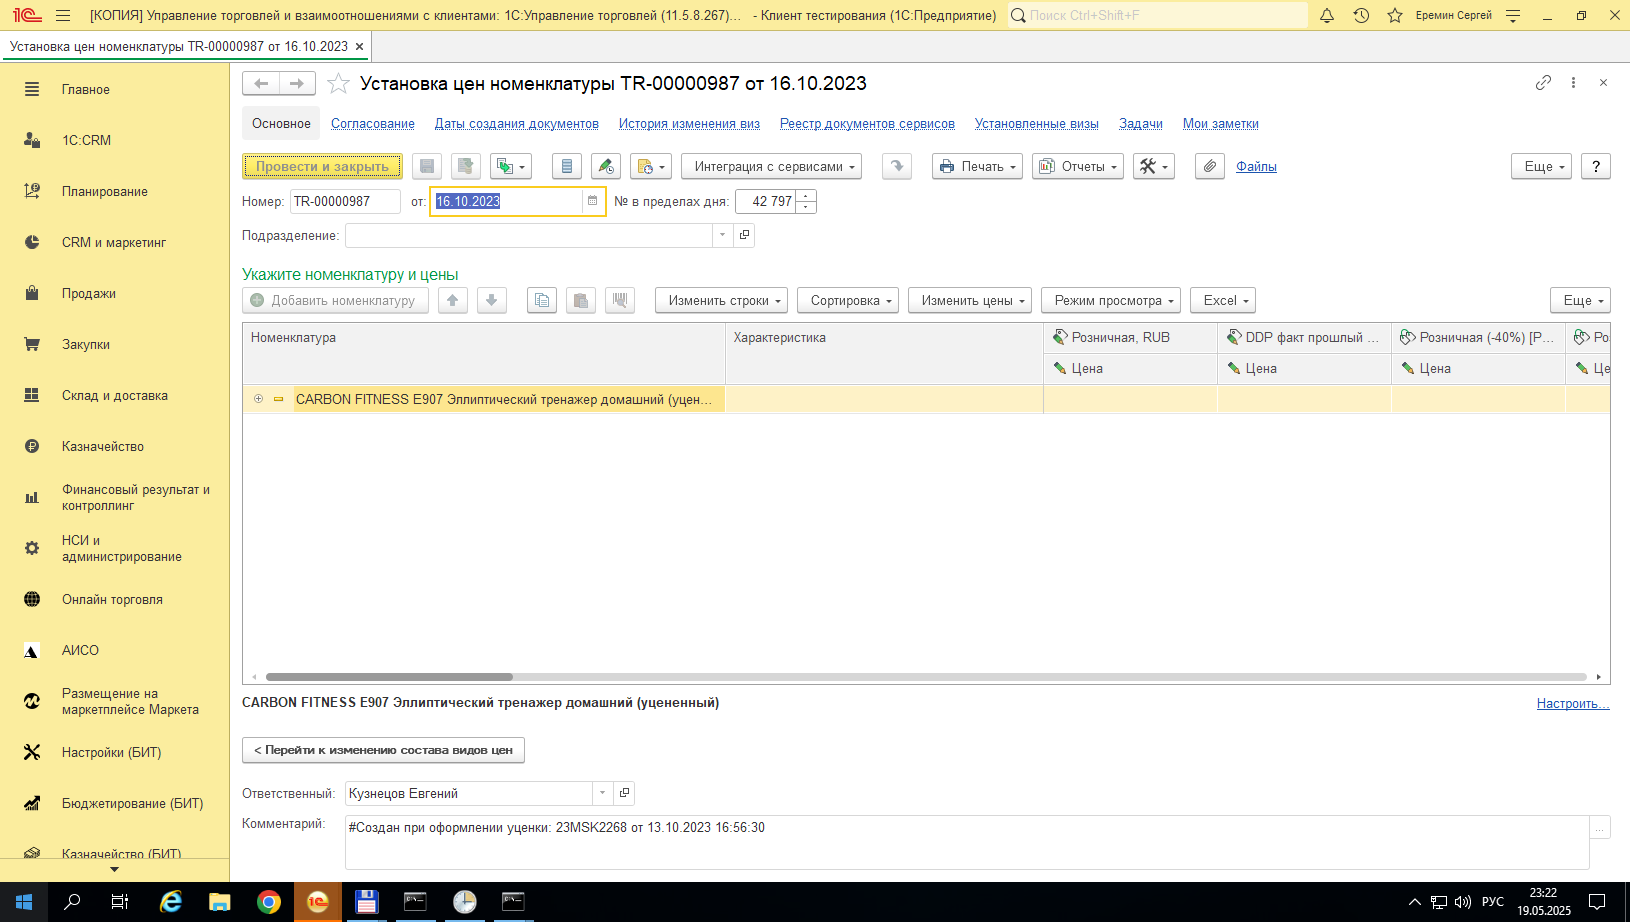 [КОПИЯ] Управление торговлей и взаимоотношениями с клиентами: 1С:Управление торговлей (11.5.8.267)... - Клиент тестирования (1С:Предприятие)
Поиск Ctrl+Shift+F
Еремин Сергей
Установка цен номенклатуры TR-00000987 от 16.10.2023
Главное
1С:CRM
Планирование
CRM и маркетинг
Продажи
Закупки
Склад и доставка
Казначейство
Финансовый результат и
контроллинг
НСИ и
администрирование
Онлайн торговля
АИСО
Размещение на
маркетплейсе Маркета
Настройки (БИТ)
Бюджетирование (БИТ)
Казначейство (БИТ)
Установка цен номенклатуры TR-00000987 от 16.10.2023
Основное Согласование Даты создания документов История изменения виз Реестр документов сервисов Установленные визы Задачи Мои заметки
Провести и закрыть Интеграция с сервисами Печать Отчеты Файлы Еще ?
Номер: TR-00000987 от: 16.10.2023 № в пределах дня: 42 797
Подразделение:
Укажите номенклатуру и цены
Добавить номенклатуру Изменить строки Сортировка Изменить цены Режим просмотра Excel Еще
Номенклатура Характеристика Розничная, RUB DDP факт прошлый ... Розничная (-40%) [Р... Ро
Цена Цена Цена Це
CARBON FITNESS E907 Эллиптический тренажер домашний (уцен...
CARBON FITNESS E907 Эллиптический тренажер домашний (уцененный)
Настроить...
< Перейти к изменению состава видов цен
Ответственный: Кузнецов Евгений
Комментарий: #Создан при оформлении уценки: 23MSK2268 от 13.10.2023 16:56:30
...
РУС
23:22
19.05.2025